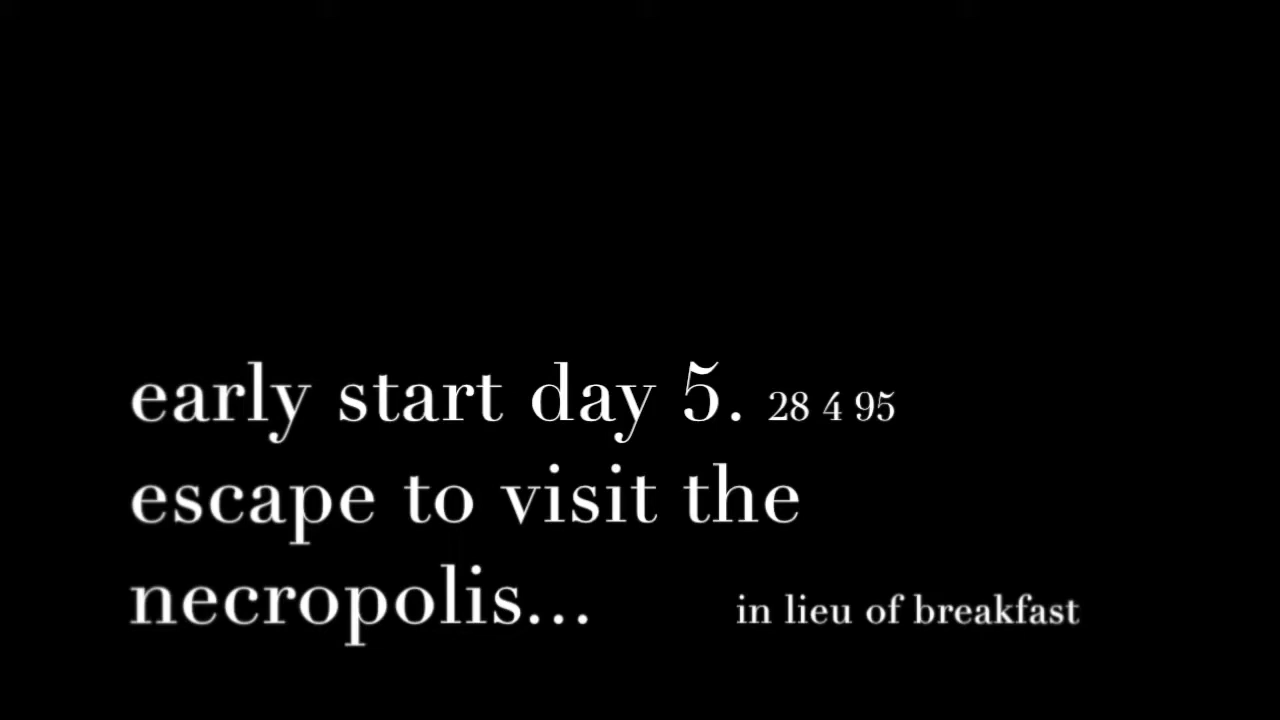 early start day 5. 28 4 95
escape to visit the
necropolis... in lieu of breakfast